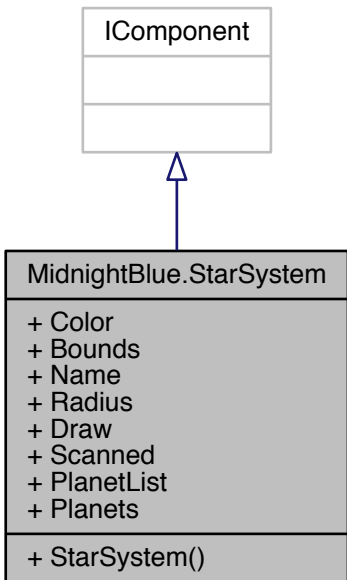 IComponent
MidnightBlue.StarSystem
+ Color
+ Bounds
+ Name
+ Radius
+ Draw
+ Scanned
+ PlanetList
+ Planets
+ StarSystem()